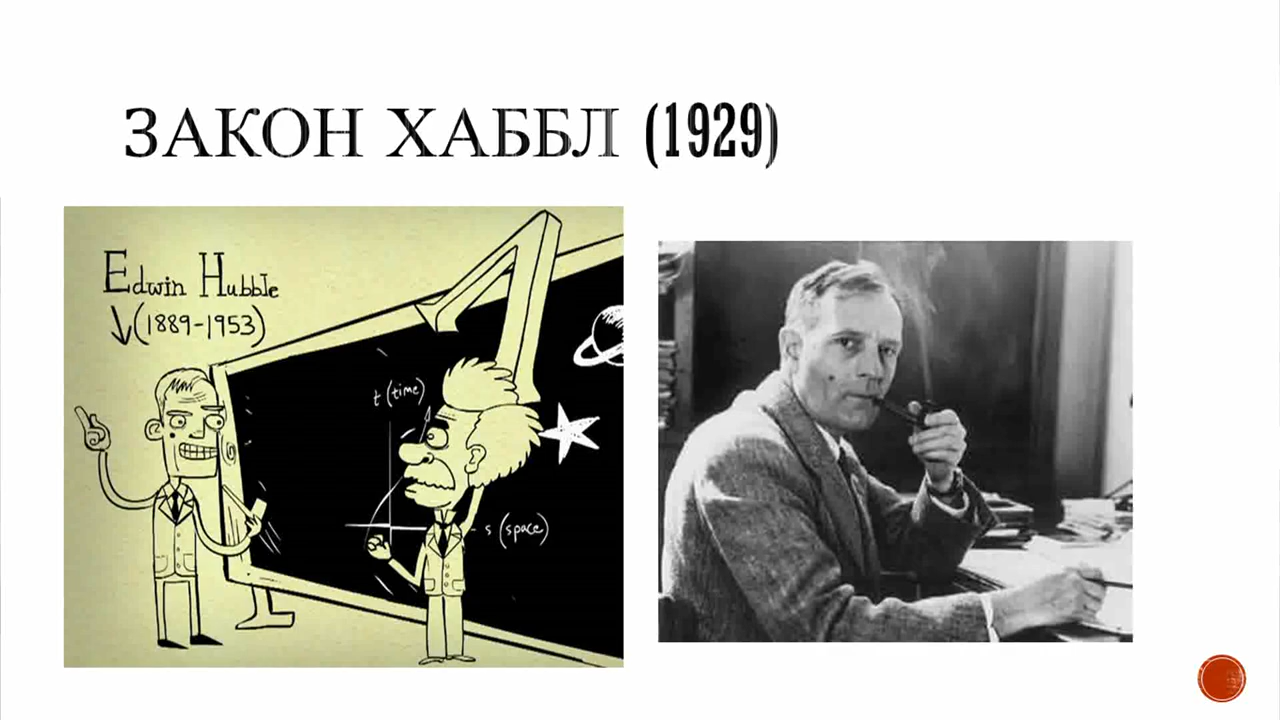 ЗАКОН ХАББЛ (1929)
Edwin Hubble
(1889-1953)
t (time)
s (space)